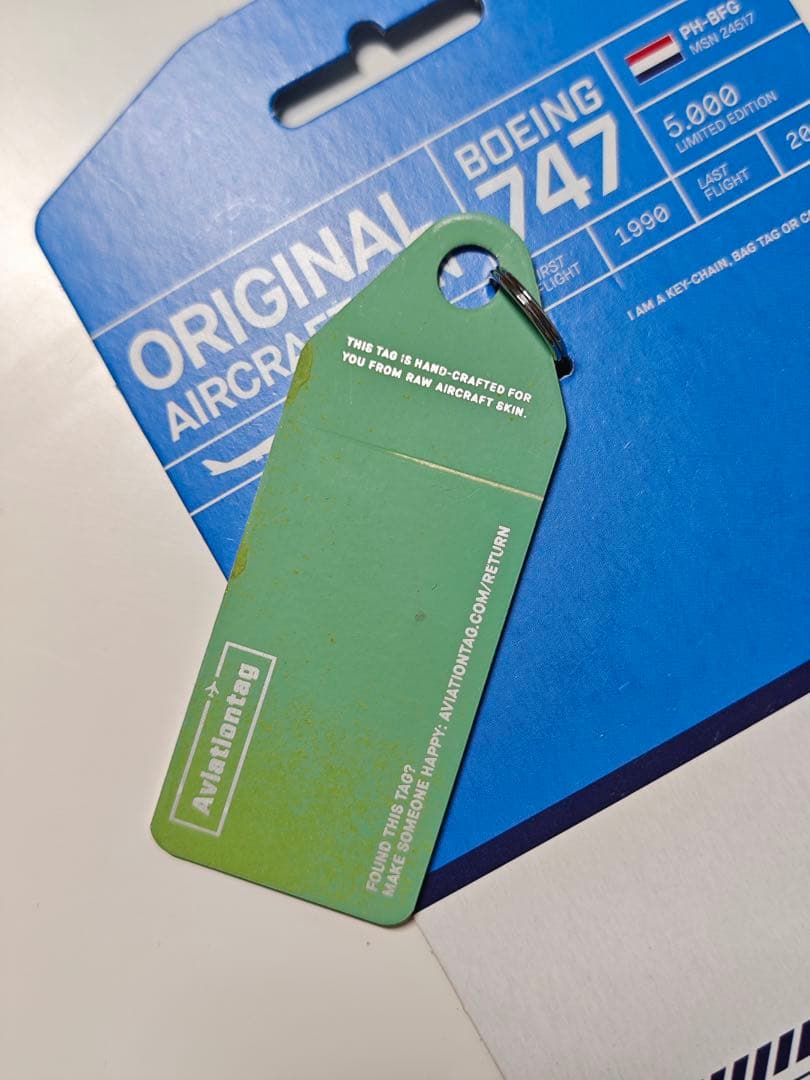 PH-BFG
MSN 24517
BOEING
747
5.000
LIMITED EDITION
ORIGINAL
FLIGHT
1990
LAST
FLIGHT
I AM A KEY-CHAIN, BAG TAG OR
THIS TAG IS HAND-CRAFTED FOR
YOU FROM RAW AIRCRAFT SKIN.
Aviationtag
FOUND THIS TAG?
MAKE SOMEONE HAPPY: AVIATIONTAG.COM/RETURN